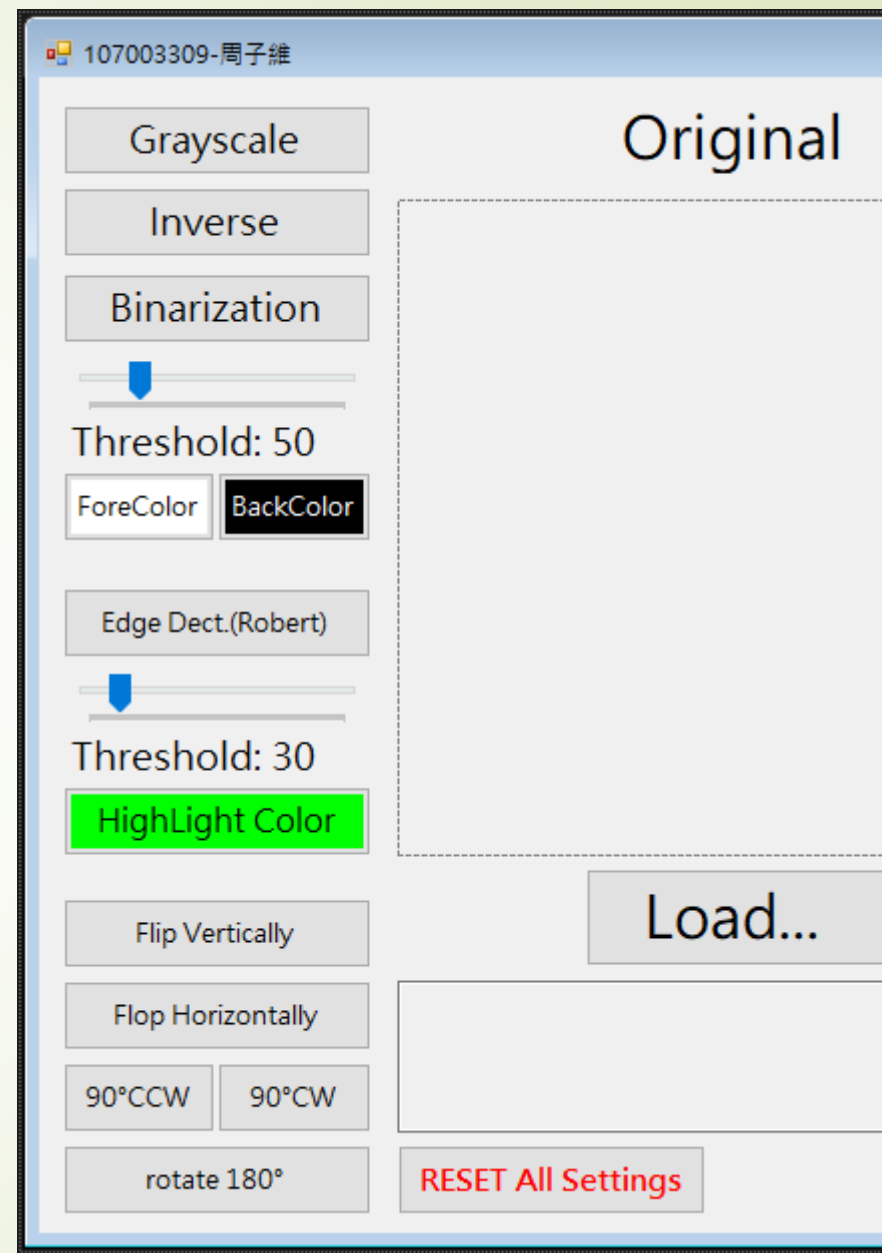 107003309-周子維
Grayscale
Original
Inverse
Binarization
Threshold: 50
ForeColor
BackColor
Edge Dect.(Robert)
Threshold: 30
HighLight Color
Load...
Flip Vertically
Flop Horizontally
90°CCW
90°CW
rotate 180°
RESET All Settings